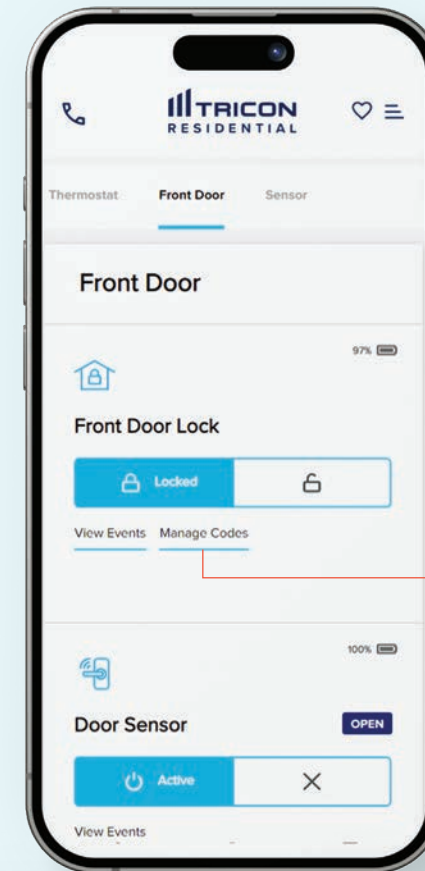 TRICON
RESIDENTIAL
Thermostat Front Door Sensor
Front Door
97%
Front Door Lock
Locked
View Events Manage Codes
100%
Door Sensor OPEN
Active
View Events